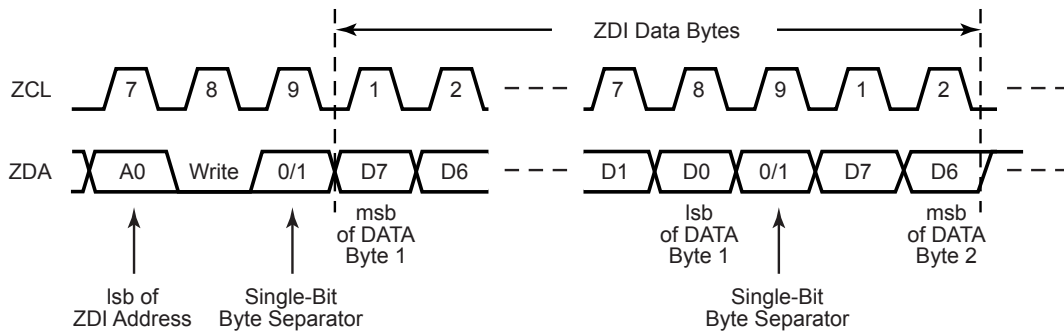 ZDI Data Bytes
ZCL 7 8 9 1 2 7 8 9 1 2
ZDA A0 Write 0/1 D7 D6 D1 D0 0/1 D7 D6
msb
of DATA
Byte 1
lsb
of DATA
Byte 1
msb
of DATA
Byte 2
lsb of
ZDI Address
Single-Bit
Byte Separator
Single-Bit
Byte Separator